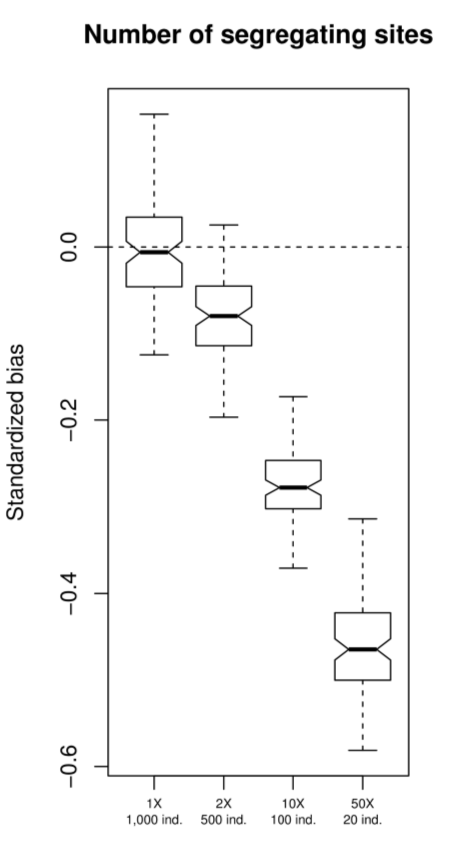 Number of segregating sites
Standardized bias
0.0
−0.2
−0.4
−0.6
1X
1,000 ind.
2X
500 ind.
10X
100 ind.
50X
20 ind.